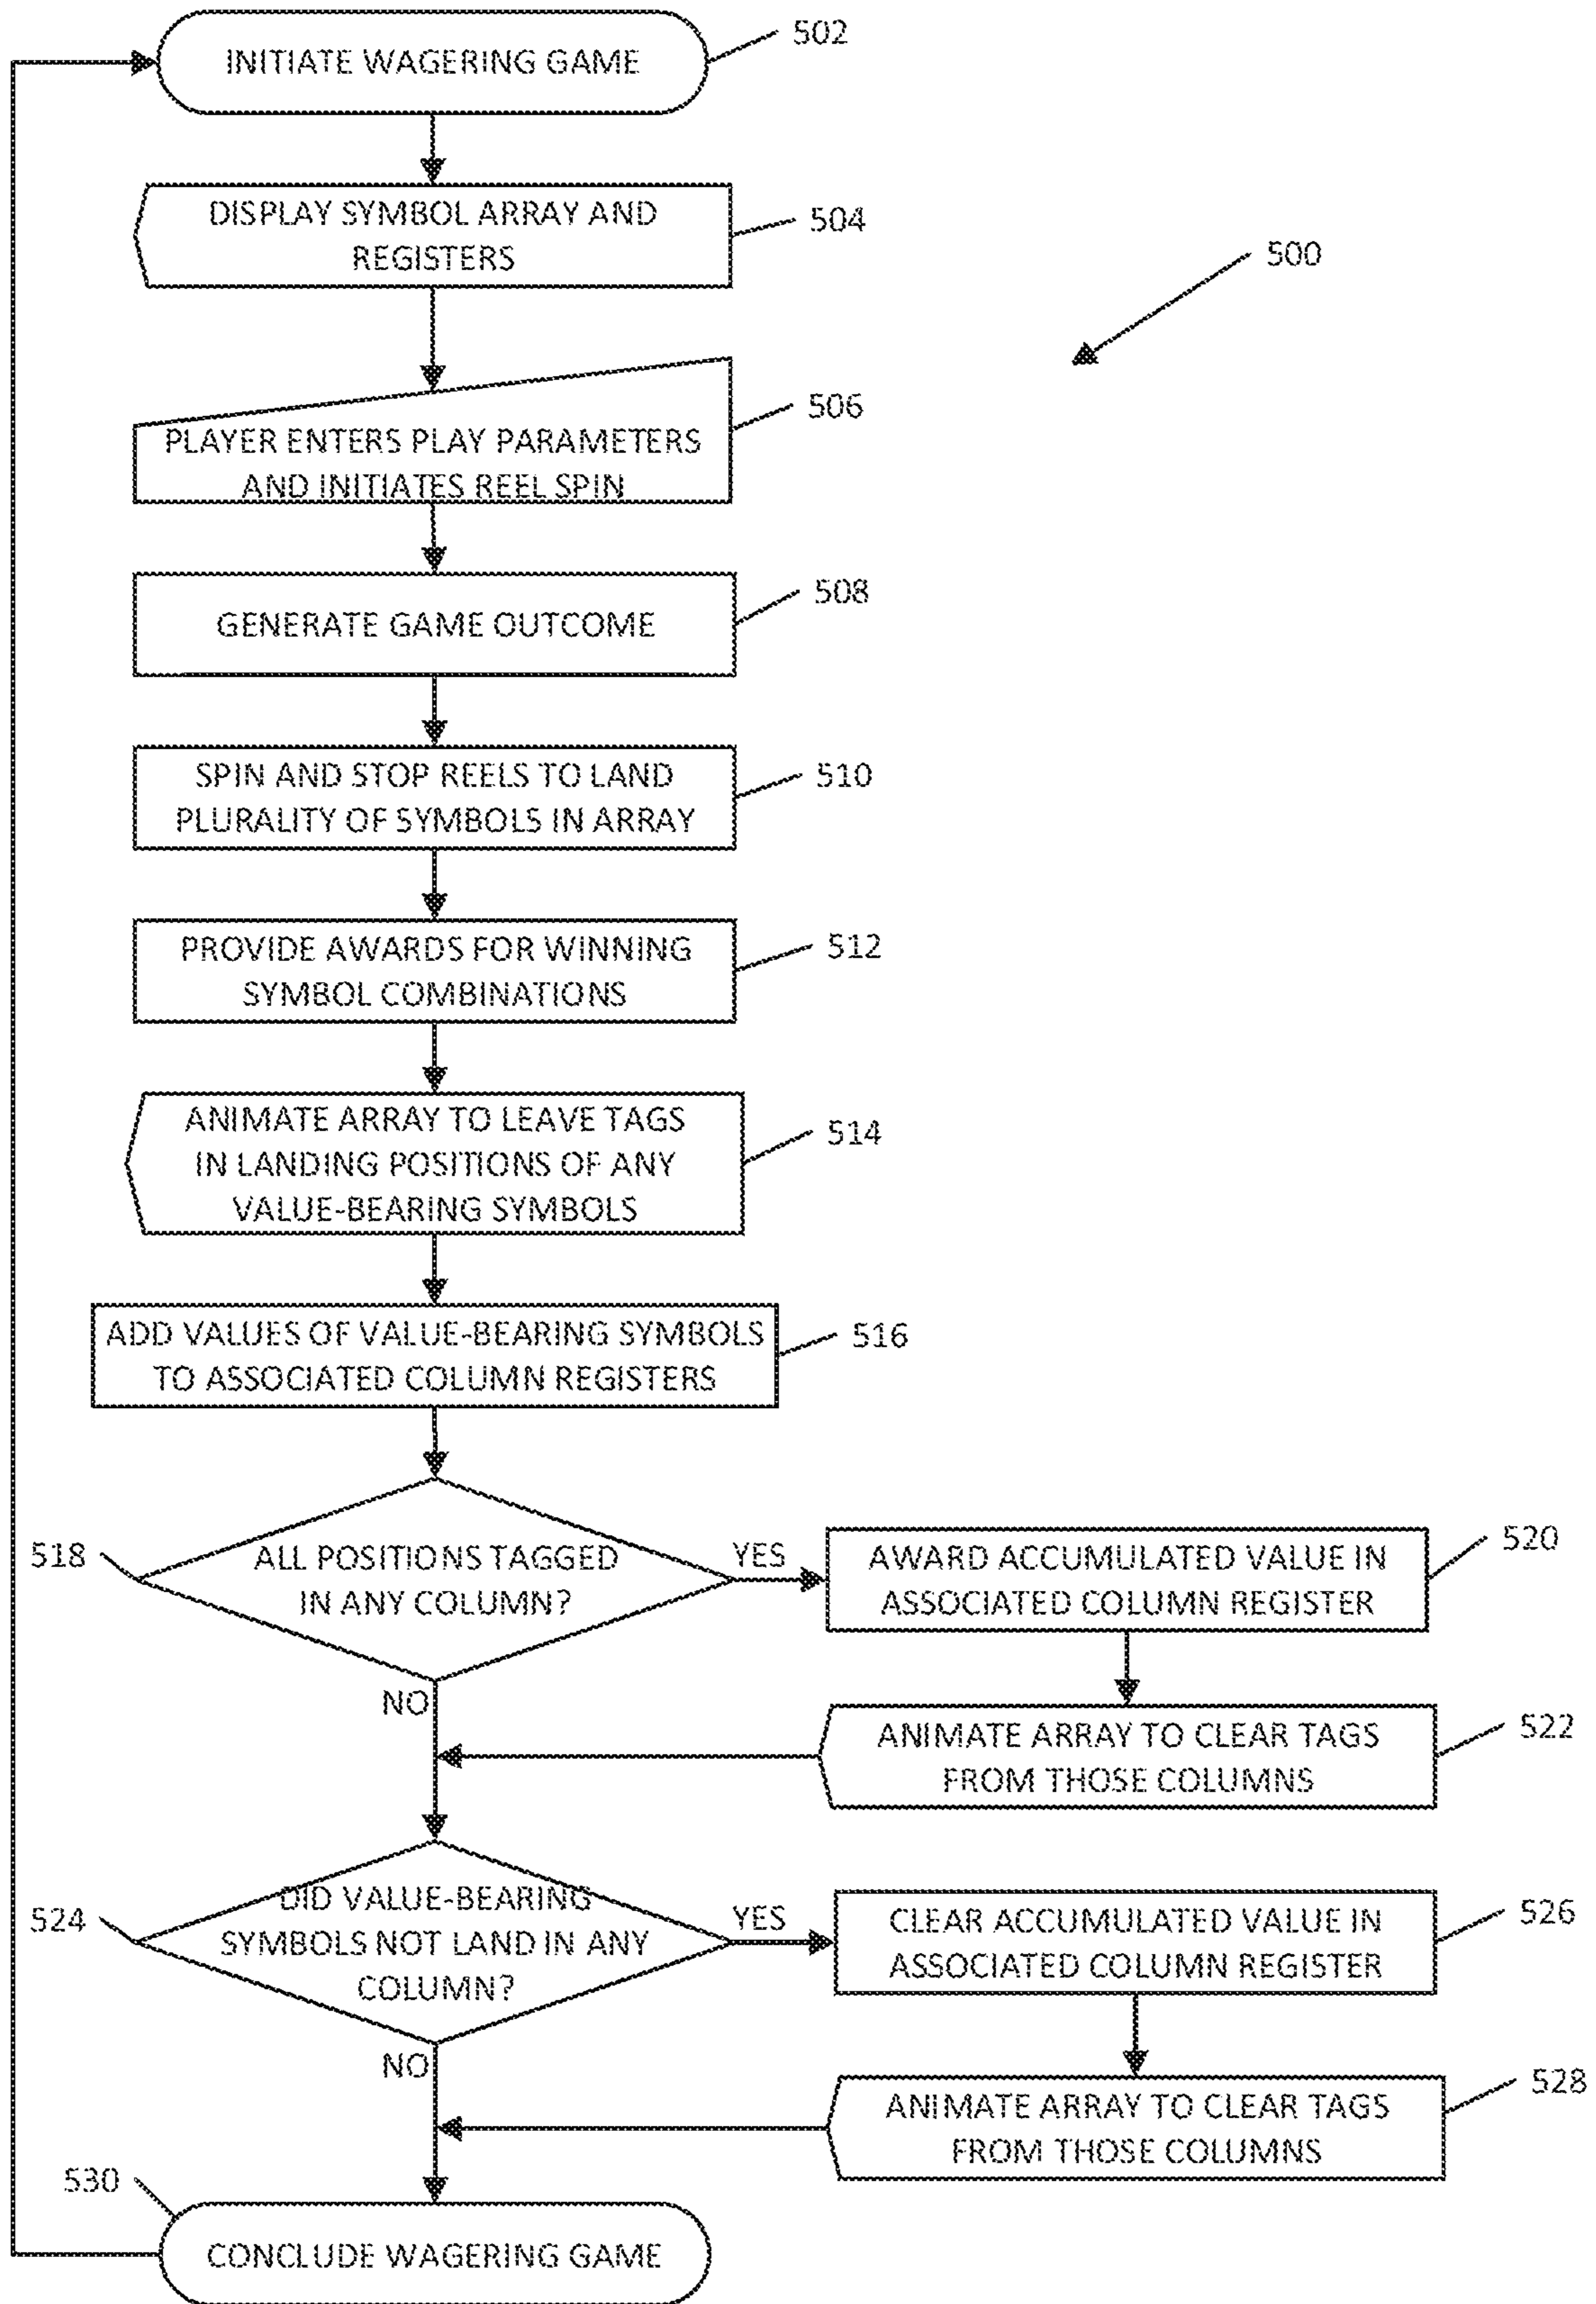 INITIATE WAGERING GAME
502
DISPLAY SYMBOL ARRAY AND
REGISTERS
504
500
PLAYER ENTERS PLAY PARAMETERS
AND INITIATES REEL SPIN
506
GENERATE GAME OUTCOME
508
SPIN AND STOP REELS TO LAND
PLURALITY OF SYMBOLS IN ARRAY
510
PROVIDE AWARDS FOR WINNING
SYMBOL COMBINATIONS
512
ANIMATE ARRAY TO LEAVE TAGS
IN LANDING POSITIONS OF ANY
VALUE-BEARING SYMBOLS
514
ADD VALUES OF VALUE-BEARING SYMBOLS
TO ASSOCIATED COLUMN REGISTERS
516
518
ALL POSITIONS TAGGED
IN ANY COLUMN?
YES
AWARD ACCUMULATED VALUE IN
ASSOCIATED COLUMN REGISTER
520
NO
ANIMATE ARRAY TO CLEAR TAGS
FROM THOSE COLUMNS
522
524
DID VALUE-BEARING
SYMBOLS NOT LAND IN ANY
COLUMN?
YES
CLEAR ACCUMULATED VALUE IN
ASSOCIATED COLUMN REGISTER
526
NO
ANIMATE ARRAY TO CLEAR TAGS
FROM THOSE COLUMNS
528
530
CONCLUDE WAGERING GAME